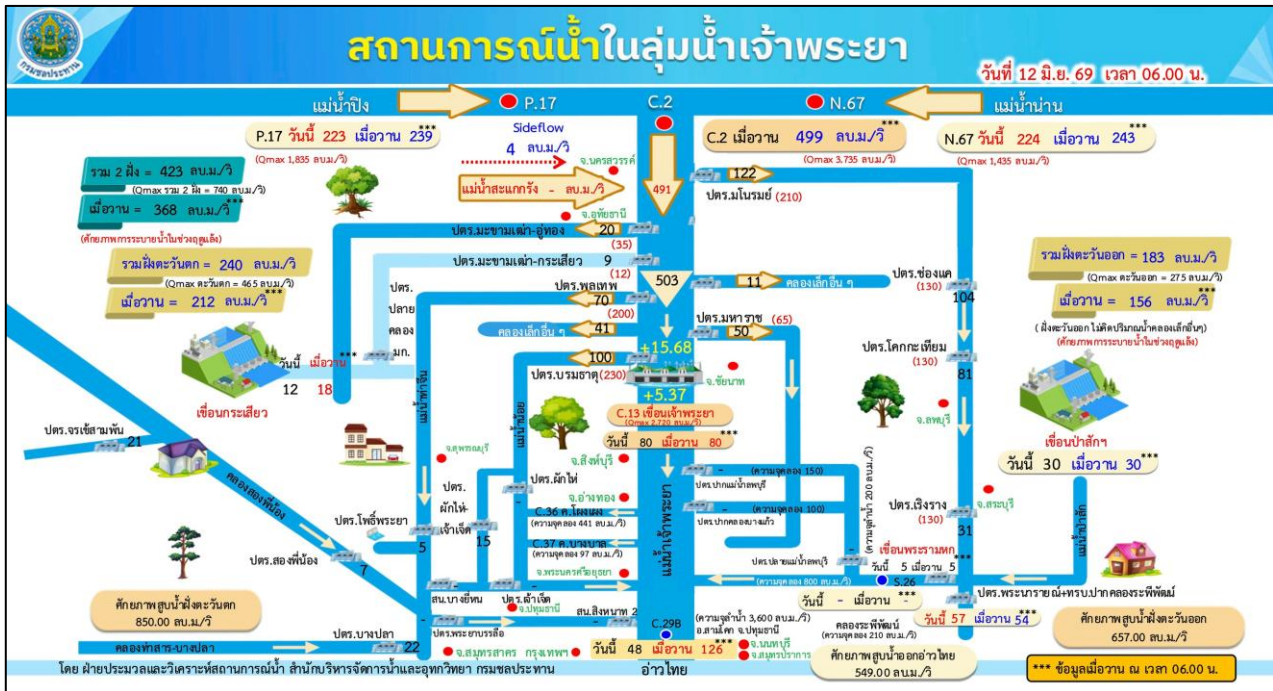 สถานการณ์น้ำในลุ่มน้ำเจ้าพระยา
กรมชลประทาน
วันที่ 12 มิ.ย. 69 เวลา 06.00 น.
แม่น้ำปิง
P.17
C.2
N.67
แม่น้ำน่าน
P.17 วันนี้ 223 เมื่อวาน 239***
(Qmax 1,835 ลบ.ม./วิ)
Sideflow
4 ลบ.ม./วิ
C.2 เมื่อวาน 499 ลบ.ม./วิ***
(Qmax 3,735 ลบ.ม./วิ)
N.67 วันนี้ 224 เมื่อวาน 243***
(Qmax 1,435 ลบ.ม./วิ)
จ.นครสวรรค์
แม่น้ำสะแกกรัง - ลบ.ม./วิ
491
122
ปตร.มโนรมย์ (210)
รวม 2 ฝั่ง = 423 ลบ.ม./วิ
(Qmax รวม 2 ฝั่ง = 740 ลบ.ม./วิ)
เมื่อวาน = 368 ลบ.ม./วิ***
(ศักยภาพการระบายน้ำในช่วงฤดูแล้ง)
จ.อุทัยธานี
ปตร.มะขามเฒ่า-อู่ทอง
20
(35)
รวมฝั่งตะวันตก = 240 ลบ.ม./วิ
(Qmax ตะวันตก = 465 ลบ.ม./วิ)
เมื่อวาน = 212 ลบ.ม./วิ***
ปตร.มะขามเฒ่า-กระเสียว
9
(12)
ปตร.พลเทพ
70
(200)
503
11
คลองเล็กอื่น ๆ
ปตร.ช่องแค
(130)
104
รวมฝั่งตะวันออก = 183 ลบ.ม./วิ
(Qmax ตะวันออก = 275 ลบ.ม./วิ)
เมื่อวาน = 156 ลบ.ม./วิ***
( ฝั่งตะวันออก ไม่คิดปริมาณน้ำคลองเล็กอื่นๆ)
(ศักยภาพการระบายน้ำในช่วงฤดูแล้ง)
ปตร.
ปลาย
คลอง
มก.
คลองเล็กอื่น ๆ
41
ปตร.มหาราช (65)
50
+15.68
100
ปตร.บรมธาตุ (230)
+5.37
จ.ชัยนาท
ปตร.โคกกะเทียม
(130)
81
วันนี้ เมื่อวาน***
12 18
เขื่อนกระเสียว
แม่น้ำท่าจีน
แม่น้ำน้อย
C.13 เขื่อนเจ้าพระยา
(Qmax 2,720 ลบ.ม./วิ)
วันนี้ 80 เมื่อวาน 80***
จ.ลพบุรี
เขื่อนป่าสักฯ
วันนี้ 30 เมื่อวาน 30***
ปตร.จรเข้สามพัน
21
คลองสองพี่น้อง
จ.สุพรรณบุรี
จ.สิงห์บุรี
ปตร.ผักไห่
-
ปตร.
ผักไห่-
เจ้าเจ็ด
15
จ.อ่างทอง
C.36 ค.โผงเผง
(ความจุคลอง 441 ลบ.ม./วิ)
C.37 ค.บางบาล
(ความจุคลอง 97 ลบ.ม./วิ)
แม่น้ำเจ้าพระยา
- (ความจุคลอง 150)
ปตร.ปากแม่น้ำลพบุรี
- (ความจุคลอง 100)
ปตร.ปากคลองบางแก้ว
(ความจุลำน้ำ 200 ลบ.ม./วิ)
ปตร.เริงราง
(130)
31
จ.สระบุรี
แม่น้ำป่าสัก
ปตร.โพธิ์พระยา
5
ปตร.สองพี่น้อง
7
จ.พระนครศรีอยุธยา
ปตร.ปลายแม่น้ำลพบุรี
-
เขื่อนพระรามหก
วันนี้ 5 เมื่อวาน 5***
(ความจุคลอง 800 ลบ.ม./วิ)
S.26
ปตร.พระนารายณ์+ทรบ.ปากคลองระพีพัฒน์
วันนี้ - เมื่อวาน -***
วันนี้ 57 เมื่อวาน 54***
สน.บางยี่หน
-
ปตร.เจ้าเจ็ด
-
จ.ปทุมธานี
สน.สิงหนาท 2
-
ปตร.พระยาบรรลือ
-
ศักยภาพสูบน้ำฝั่งตะวันตก
850.00 ลบ.ม./วิ
คลองท่าสาร-บางปลา
ปตร.บางปลา
22
จ.สมุทรสาคร
กรุงเทพฯ
C.29B
(ความจุลำน้ำ 3,600 ลบ.ม./วิ)
อ.สามโคก จ.ปทุมธานี
วันนี้ 48 เมื่อวาน 126***
จ.นนทบุรี
จ.สมุทรปราการ
คลองระพีพัฒน์
(ความจุคลอง 210 ลบ.ม./วิ)
ศักยภาพสูบน้ำออกอ่าวไทย
549.00 ลบ.ม./วิ
ศักยภาพสูบน้ำฝั่งตะวันออก
657.00 ลบ.ม./วิ
โดย ฝ่ายประมวลและวิเคราะห์สถานการณ์น้ำ สำนักบริหารจัดการน้ำและอุทกวิทยา กรมชลประทาน
อ่าวไทย
*** ข้อมูลเมื่อวาน ณ เวลา 06.00 น.